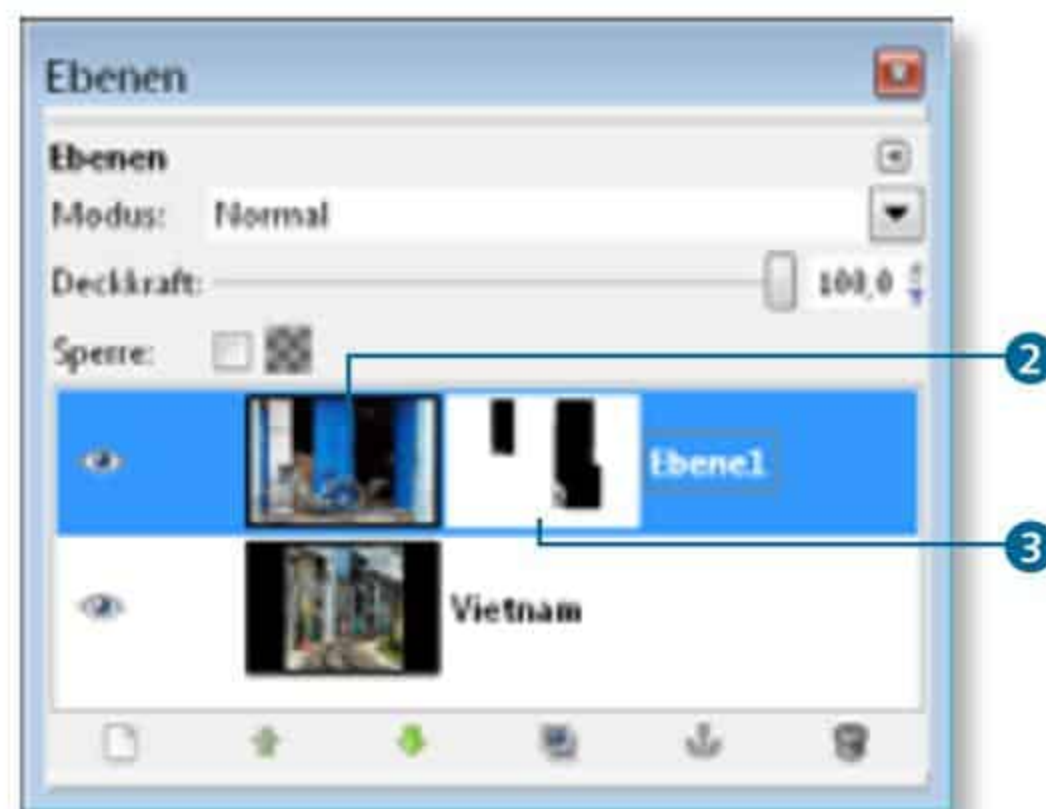 Ebenen
Ebenen
Modus: Normal
Deckkraft: 100,0
Sperre:
2
Ebene1
3
Vietnam